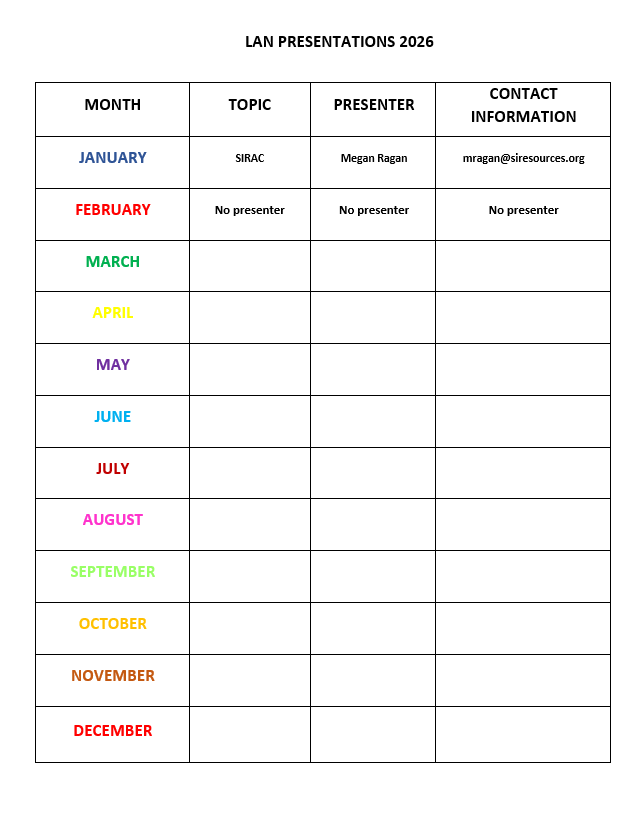 LAN PRESENTATIONS 2026
MONTH TOPIC PRESENTER CONTACT
INFORMATION
JANUARY SIRAC Megan Ragan mragan@siresources.org
FEBRUARY No presenter No presenter No presenter
MARCH
APRIL
MAY
JUNE
JULY
AUGUST
SEPTEMBER
OCTOBER
NOVEMBER
DECEMBER